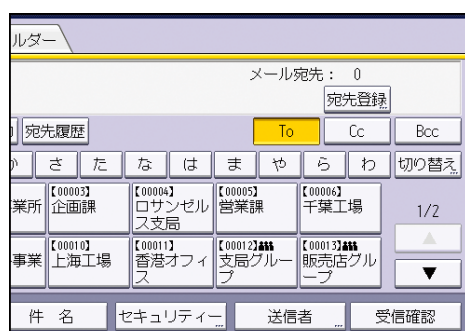 ルダー
メール宛先： 0
宛先登録
宛先履歴
To
Cc
Bcc
か さ た な は ま や ら わ 切り替え
【00003】 【00004】 【00005】 【00006】
業所 企画課 ロサンゼル 営業課 千葉工場 1/2
ス支局
【00010】 【00011】 【00012】 【00013】
事業 上海工場 香港オフィ 支局グルー 販売店グル
ス プ ープ
▲
▼
件 名 セキュリティー 送信者 受信確認